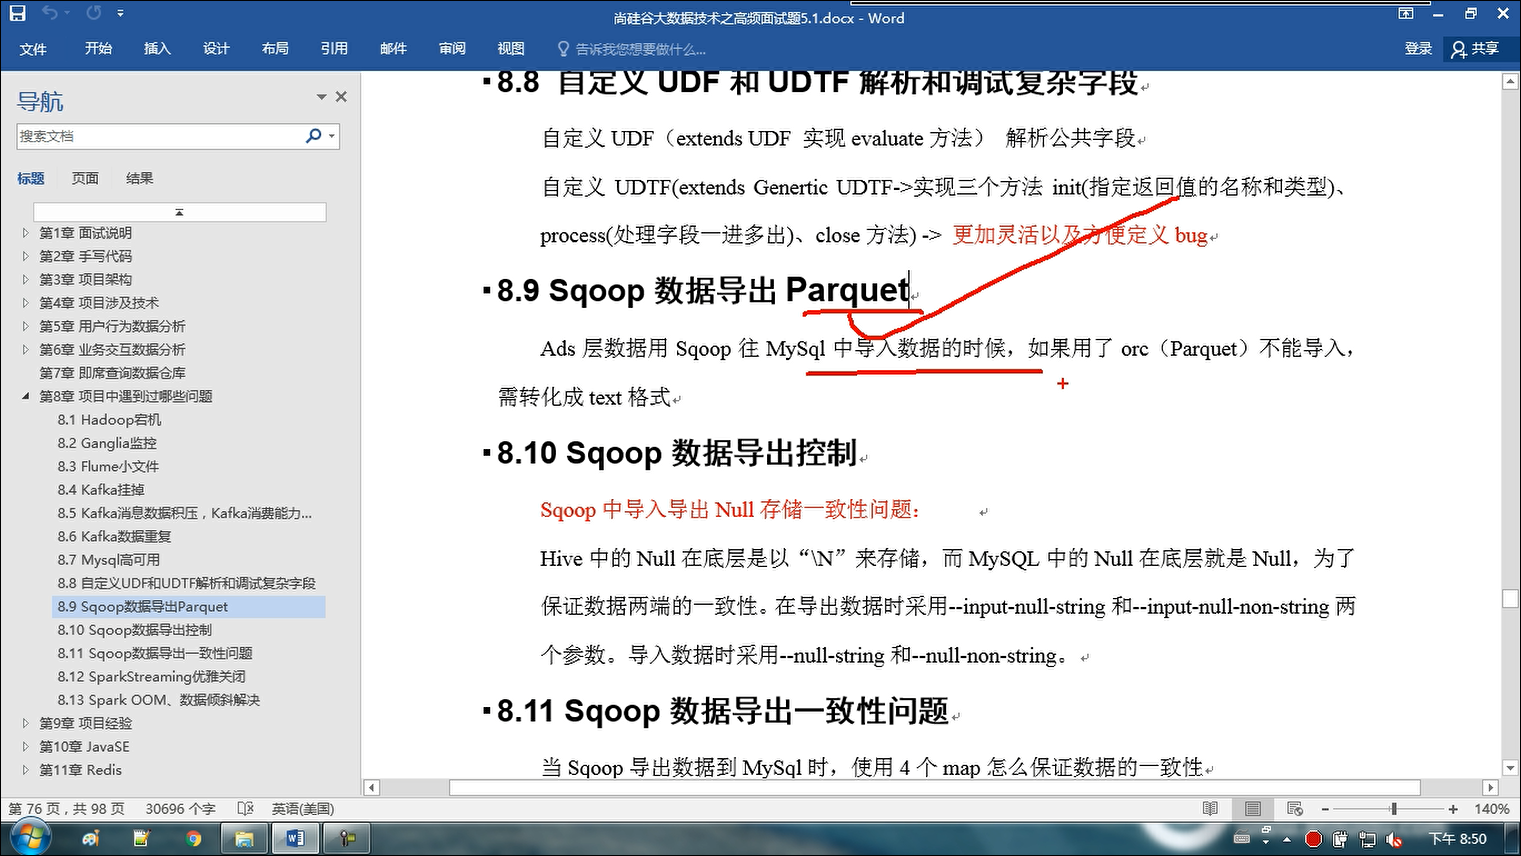 尚硅谷大数据技术之高频面试题5.1.docx - Word
文件 开始 插入 设计 布局 引用 邮件 审阅 视图 告诉我您想要做什么... 登录 共享
导航
搜索文档
标题 页面 结果
第1章 面试说明
第2章 手写代码
第3章 项目架构
第4章 项目涉及技术
第5章 用户行为数据分析
第6章 业务交互数据分析
第7章 即席查询数据仓库
第8章 项目中遇到过哪些问题
8.1 Hadoop宕机
8.2 Ganglia监控
8.3 Flume小文件
8.4 Kafka挂掉
8.5 Kafka消息数据积压，Kafka消费能力...
8.6 Kafka数据重复
8.7 Mysql高可用
8.8 自定义UDF和UDTF解析和调试复杂字段
8.9 Sqoop数据导出Parquet
8.10 Sqoop数据导出控制
8.11 Sqoop数据导出一致性问题
8.12 SparkStreaming优雅关闭
8.13 Spark OOM、数据倾斜解决
第9章 项目经验
第10章 JavaSE
第11章 Redis
8.8 自定义 UDF 和 UDTF 解析和调试复杂字段
自定义 UDF（extends UDF 实现 evaluate 方法） 解析公共字段
自定义 UDTF(extends Genertic UDTF->实现三个方法 init(指定返回值的名称和类型)、
process(处理字段一进多出)、close 方法) -> 更加灵活以及方便定义 bug
8.9 Sqoop 数据导出 Parquet
Ads 层数据用 Sqoop 往 MySql 中导入数据的时候，如果用了 orc（Parquet）不能导入，
需转化成 text 格式
8.10 Sqoop 数据导出控制
Sqoop 中导入导出 Null 存储一致性问题：
Hive 中的 Null 在底层是以“\N”来存储，而 MySQL 中的 Null 在底层就是 Null，为了
保证数据两端的一致性。在导出数据时采用--input-null-string 和--input-null-non-string 两
个参数。导入数据时采用--null-string 和--null-non-string。
8.11 Sqoop 数据导出一致性问题
当 Sqoop 导出数据到 MySql 时，使用 4 个 map 怎么保证数据的一致性
第 76 页，共 98 页 30696 个字 英语(美国) 140%
下午 8:50